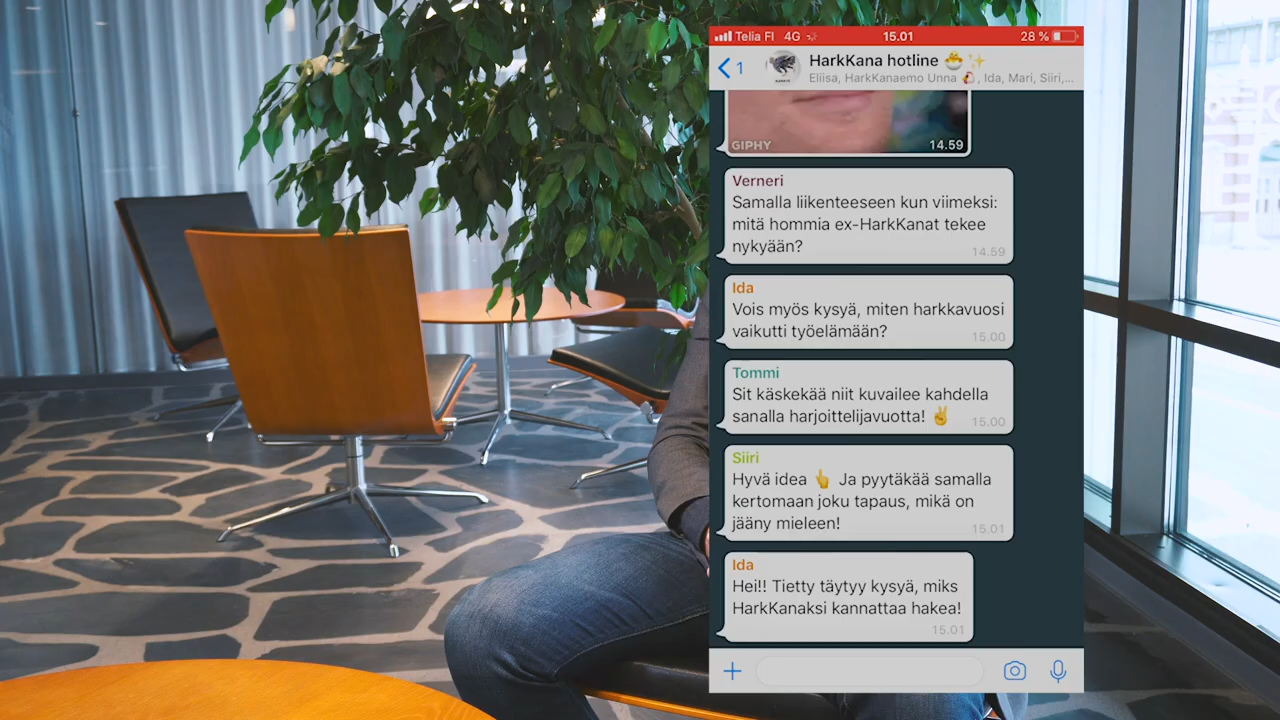 Telia FI 4G 15.01 28 %
1 HarkKana hotline 🐣✨
Eliisa, HarkKanaemo Unna 🐔, Ida, Mari, Siiri,...
GIPHY 14.59
Verneri
Samalla liikenteeseen kun viimeksi:
mitä hommia ex-HarkKanat tekee
nykyään?
14.59
Ida
Vois myös kysyä, miten harkkavuosi
vaikutti työelämään?
15.00
Tommi
Sit käskekää niit kuvailee kahdella
sanalla harjoittelijavuotta! ✌️
15.00
Siiri
Hyvä idea 👆 Ja pyytäkää samalla
kertomaan joku tapaus, mikä on
jääny mieleen!
15.01
Ida
Hei!! Tietty täytyy kysyä, miks
HarkKanaksi kannattaa hakea!
15.01